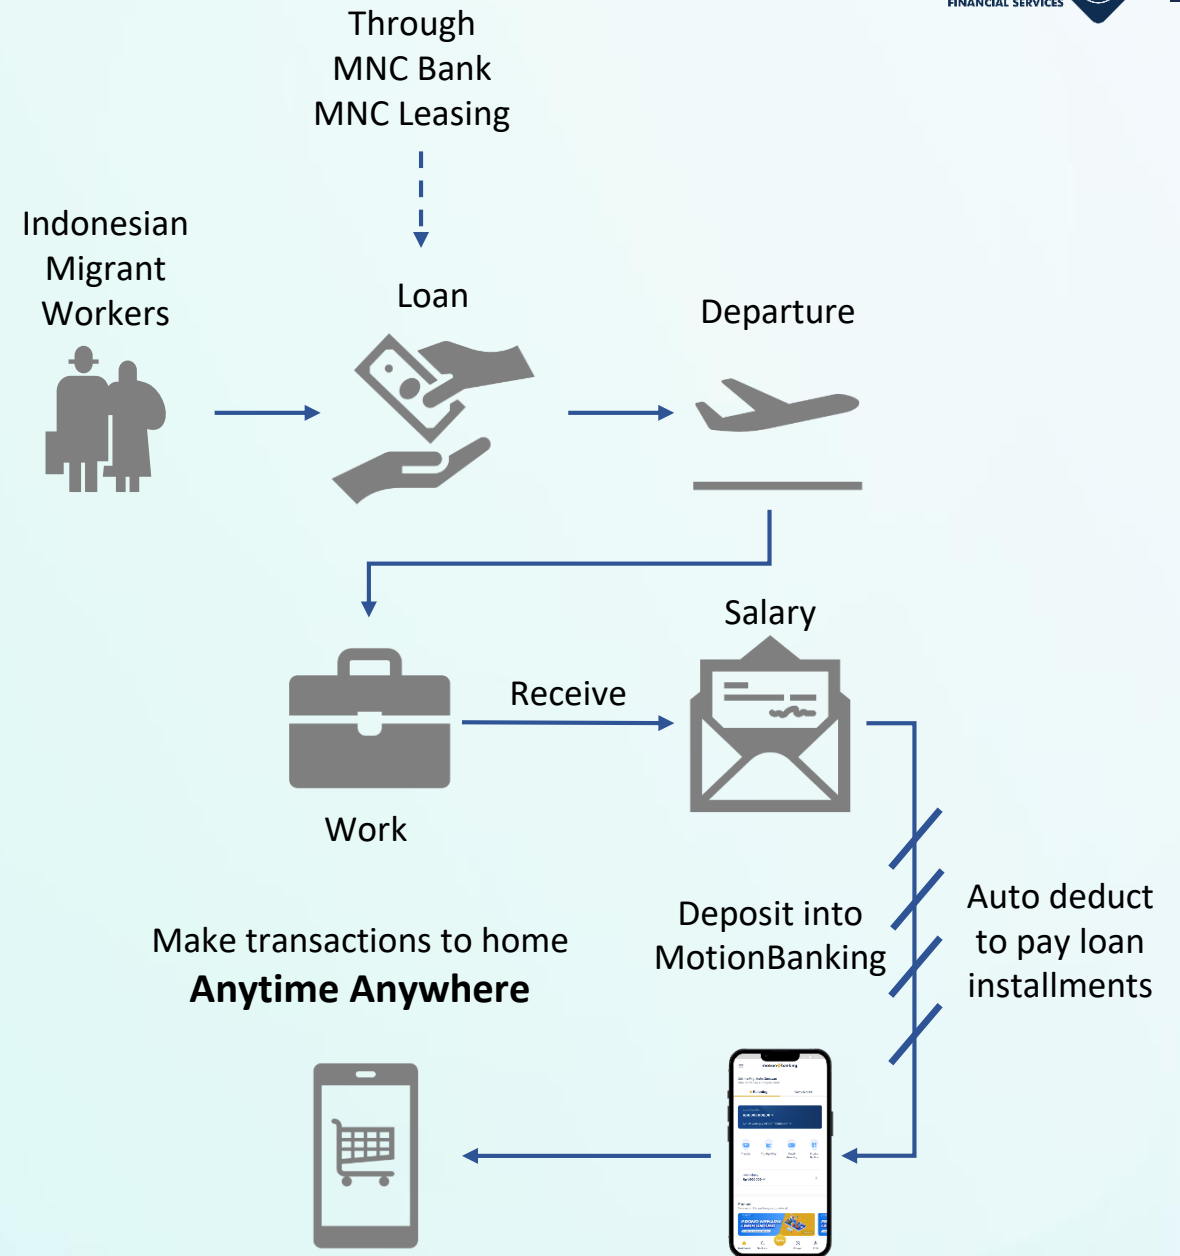 FINANCIAL SERVICES
Through
MNC Bank
MNC Leasing
Indonesian
Migrant
Workers
Loan
Departure
Salary
Receive
Work
Deposit into
MotionBanking
Auto deduct
to pay loan
installments
Make transactions to home
Anytime Anywhere